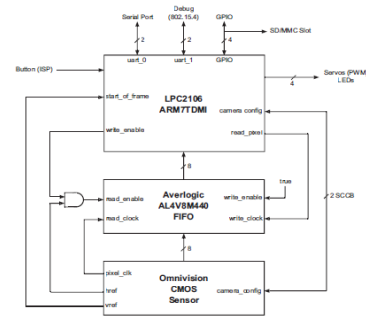 Serial Port
Debug
(802.15.4)
GPIO
SD/MMC Slot
2
2
4
Button (ISP)
uart_0
uart_1
GPIO
Servos (PWM
LEDs
4
LPC2106
ARM7TDMI
start_of_frame
camera config
write_enable
read_pixel
8
true
2 SCCB
Averlogic
AL4V8M440
FIFO
read_enable
write_enable
read_clock
write_clock
8
pixel_clk
Omnivision
CMOS
Sensor
href
camera_config
vref